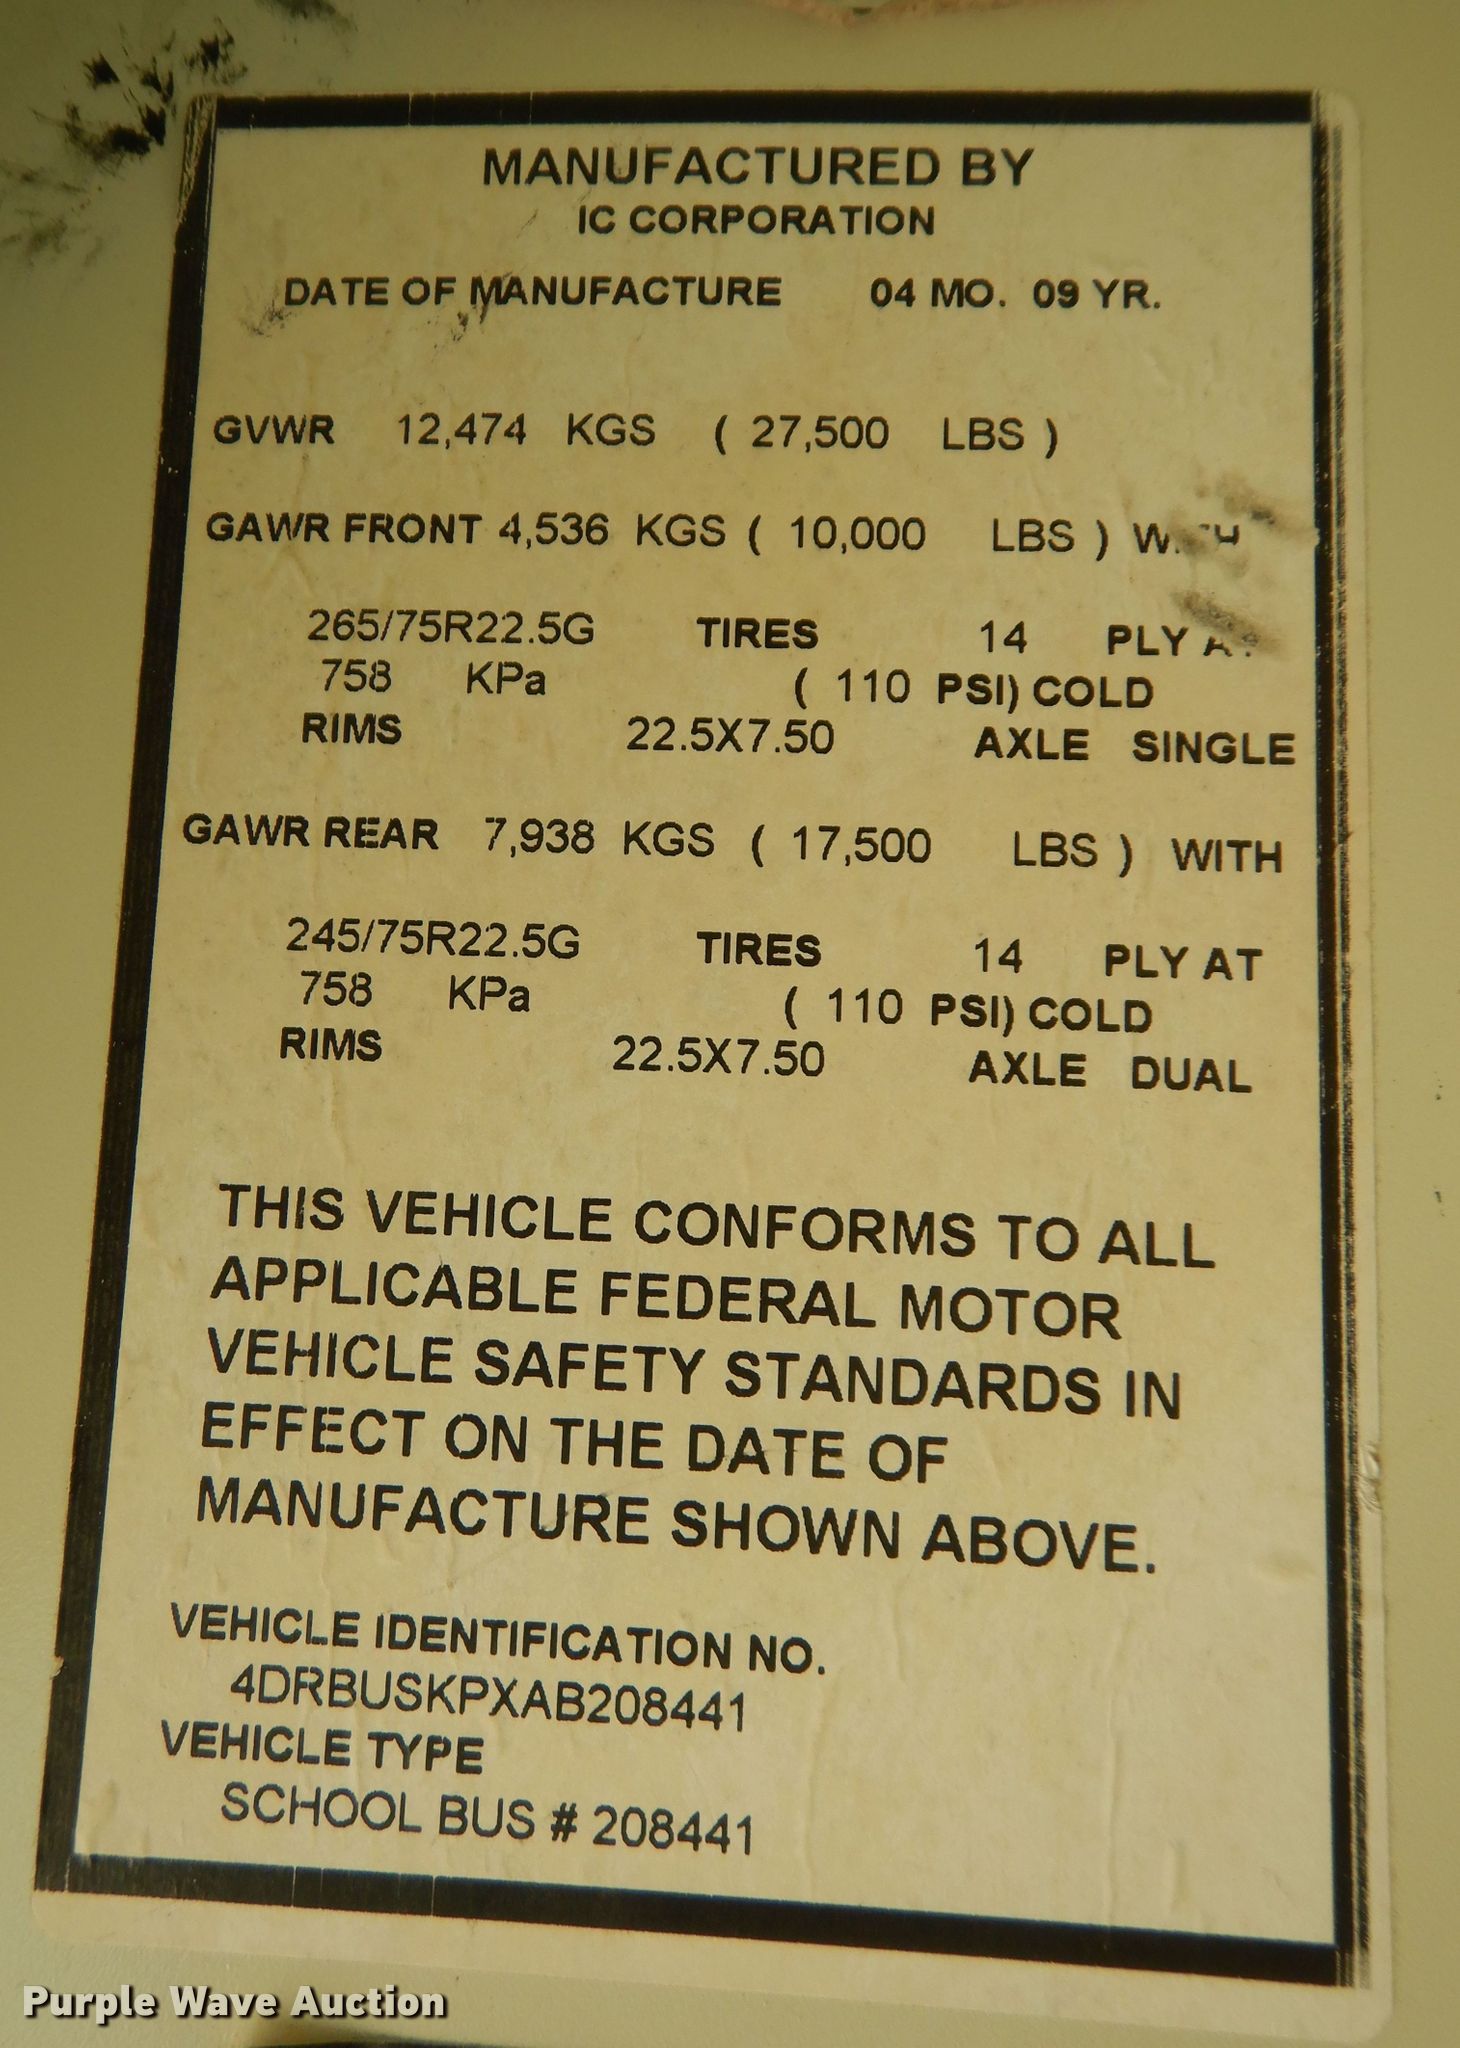 MANUFACTURED BY
IC CORPORATION
DATE OF MANUFACTURE 04 MO. 09 YR.
GVWR 12,474 KGS ( 27,500 LBS )
GAWR FRONT 4,536 KGS ( 10,000 LBS )
265/75R22.5G TIRES 14 PLY
758 KPa ( 110 PSI) COLD
RIMS 22.5X7.50 AXLE SINGLE
GAWR REAR 7,938 KGS ( 17,500 LBS ) WITH
245/75R22.5G TIRES 14 PLY AT
758 KPa ( 110 PSI) COLD
RIMS 22.5X7.50 AXLE DUAL
THIS VEHICLE CONFORMS TO ALL
APPLICABLE FEDERAL MOTOR
VEHICLE SAFETY STANDARDS IN
EFFECT ON THE DATE OF
MANUFACTURE SHOWN ABOVE.
VEHICLE IDENTIFICATION NO.
4DRBUSKPXAB208441
VEHICLE TYPE
SCHOOL BUS # 208441
Purple Wave Auction